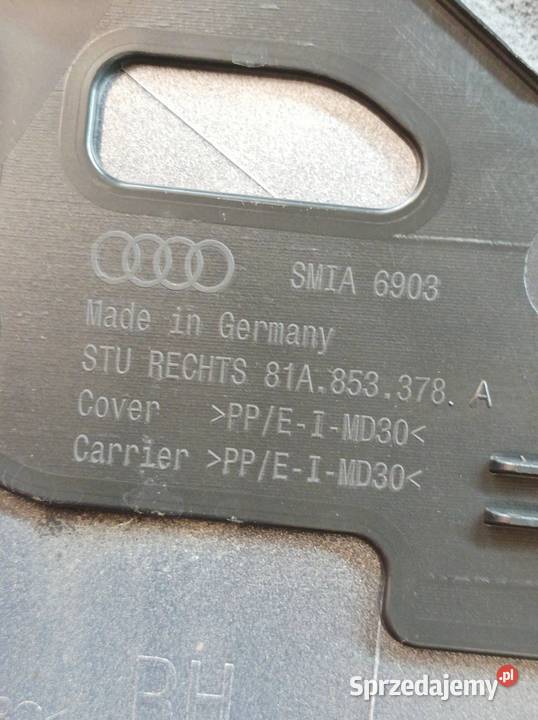 SMIA 6903
Made in Germany
STU RECHTS 81A.853.378. A
Cover >PP/E-I-MD30<
Carrier >PP/E-I-MD30<
RH
Sprzedajemy.pl